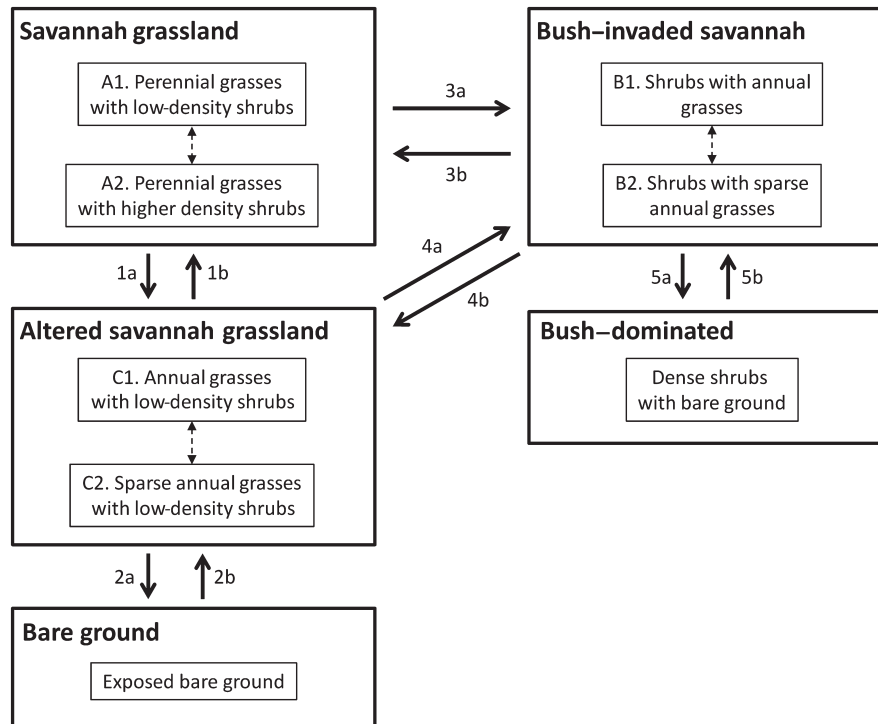 Savannah grassland
A1. Perennial grasses
with low-density shrubs
A2. Perennial grasses
with higher density shrubs
3a
3b
Bush–invaded savannah
B1. Shrubs with annual
grasses
B2. Shrubs with sparse
annual grasses
1a
1b
4a
4b
5a
5b
Altered savannah grassland
C1. Annual grasses
with low-density shrubs
C2. Sparse annual grasses
with low-density shrubs
Bush–dominated
Dense shrubs
with bare ground
2a
2b
Bare ground
Exposed bare ground